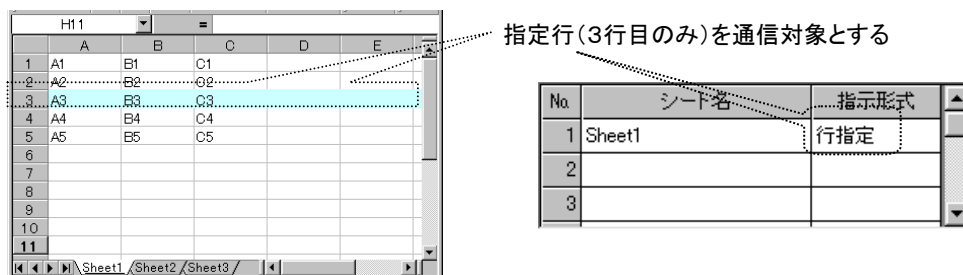 H11 =
指定行(3行目のみ)を通信対象とする
A B C D E
1 A1 B1 C1
2 A2 B2 C2
3 A3 B3 C3
4 A4 B4 C4
5 A5 B5 C5
6
7
8
9
10
11
Sheet1 Sheet2 Sheet3
No. シート名 指示形式
1 Sheet1 行指定
2
3